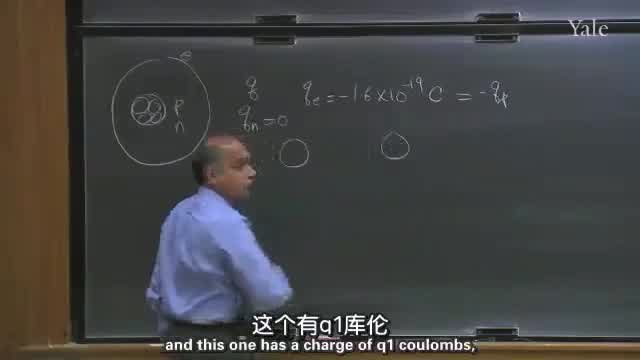 Yale
e
q qₑ = -1.6 × 10⁻¹⁹ C = -qₚ
p
n qₙ = 0
这个有q1库伦
and this one has a charge of q1 coulombs,